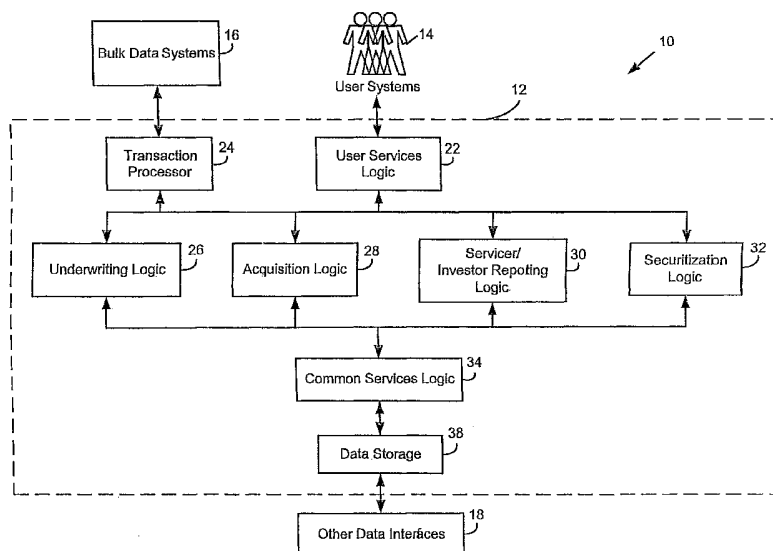 Bulk Data Systems
16
14
User Systems
10
12
Transaction
Processor
24
User Services
Logic
22
Underwriting Logic
26
Acquisition Logic
28
Servicer/
Investor Repoting
Logic
30
Securitization
Logic
32
Common Services Logic
34
Data Storage
38
Other Data Interfaces
18